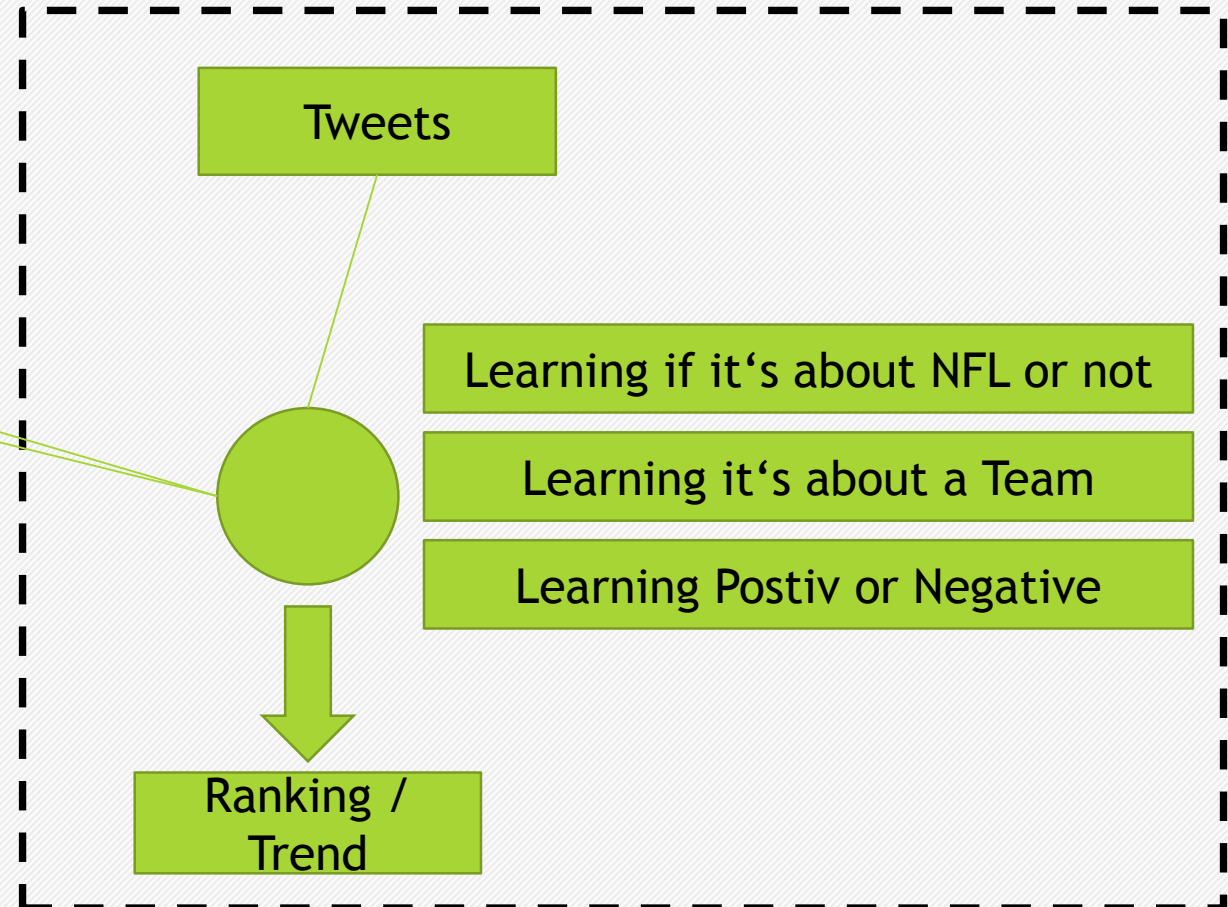 Tweets
Learning if it‘s about NFL or not
Learning it‘s about a Team
Learning Postiv or Negative
Ranking /
Trend